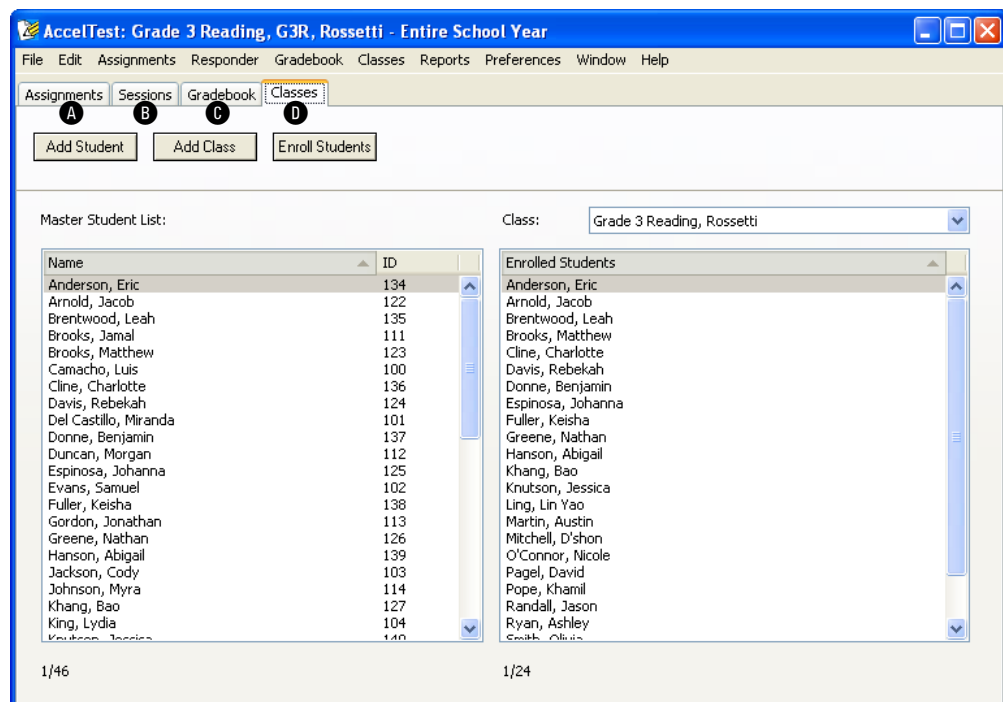 AccelTest: Grade 3 Reading, G3R, Rossetti - Entire School Year
File Edit Assignments Responder Gradebook Classes Reports Preferences Window Help
Assignments Sessions Gradebook Classes
A B C D
Add Student Add Class Enroll Students
Master Student List: Class: Grade 3 Reading, Rossetti
Name ID Enrolled Students
Anderson, Eric 134 Anderson, Eric
Arnold, Jacob 122 Arnold, Jacob
Brentwood, Leah 135 Brentwood, Leah
Brooks, Jamal 111 Brooks, Matthew
Brooks, Matthew 123 Cline, Charlotte
Camacho, Luis 100 Davis, Rebekah
Cline, Charlotte 136 Donne, Benjamin
Davis, Rebekah 124 Espinosa, Johanna
Del Castillo, Miranda 101 Fuller, Keisha
Donne, Benjamin 137 Greene, Nathan
Duncan, Morgan 112 Hanson, Abigail
Espinosa, Johanna 125 Khang, Bao
Evans, Samuel 102 Knutson, Jessica
Fuller, Keisha 138 Ling, Lin Yao
Gordon, Jonathan 113 Martin, Austin
Greene, Nathan 126 Mitchell, D'shon
Hanson, Abigail 139 O'Connor, Nicole
Jackson, Cody 103 Pagel, David
Johnson, Myra 114 Pope, Khamil
Khang, Bao 127 Randall, Jason
King, Lydia 104 Ryan, Ashley
Knutson, Jessica 140 Smith, Olivia
1/46 1/24